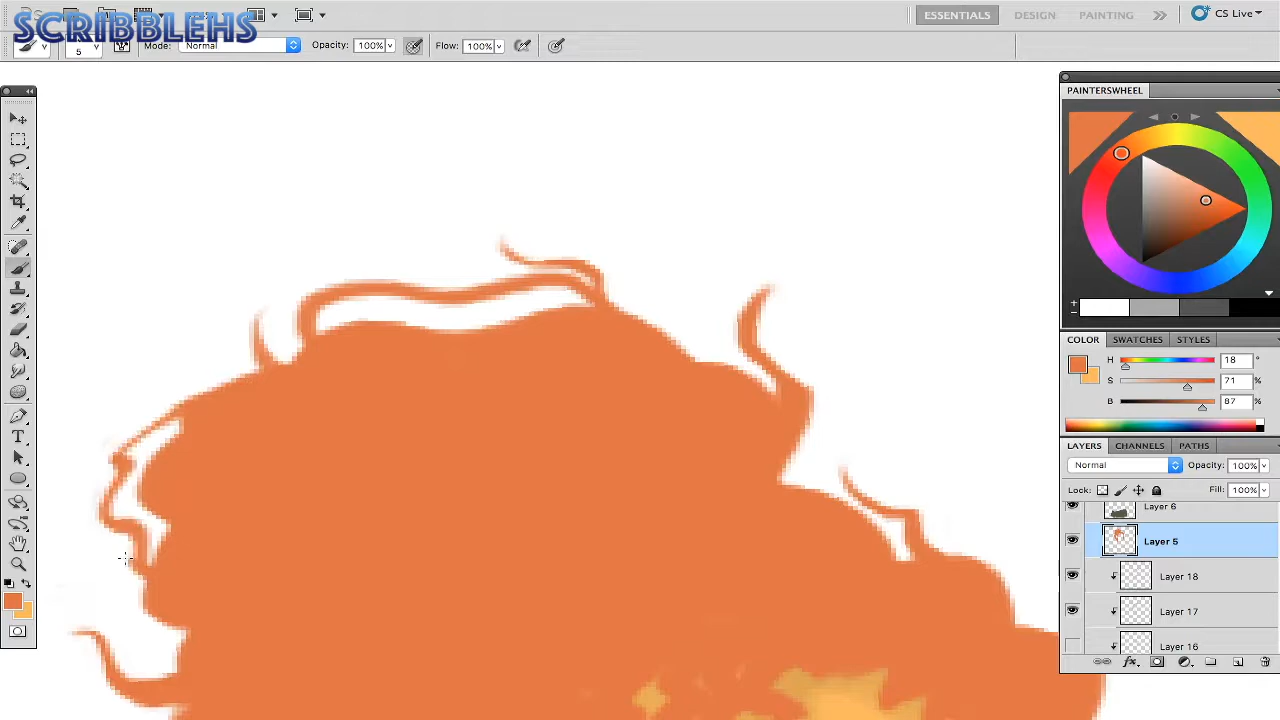 SCRIBBLEHS
ESSENTIALS DESIGN PAINTING CS Live
5 Mode: Normal Opacity: 100% Flow: 100%
PAINTERSWHEEL
COLOR SWATCHES STYLES
H 18 °
S 71 %
B 87 %
LAYERS CHANNELS PATHS
Normal Opacity: 100%
Lock: Fill: 100%
Layer 6
Layer 5
Layer 18
Layer 17
Layer 16